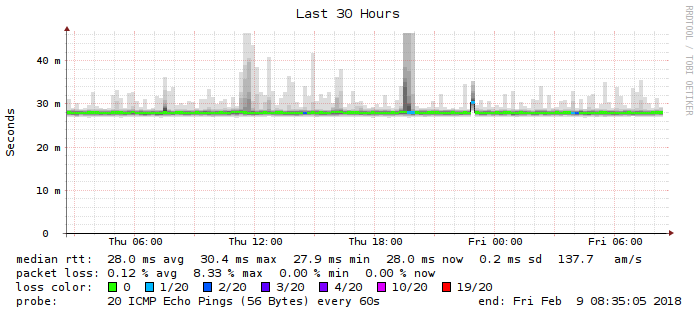 Last 30 Hours
RRDTOOL / TOBI OETIKER
Seconds
40 m
30 m
20 m
10 m
0
Thu 06:00 Thu 12:00 Thu 18:00 Fri 00:00 Fri 06:00
median rtt: 28.0 ms avg 30.4 ms max 27.9 ms min 28.0 ms now 0.2 ms sd 137.7 am/s
packet loss: 0.12 % avg 8.33 % max 0.00 % min 0.00 % now
loss color: 0 1/20 2/20 3/20 4/20 10/20 19/20
probe: 20 ICMP Echo Pings (56 Bytes) every 60s end: Fri Feb 9 08:35:05 2018